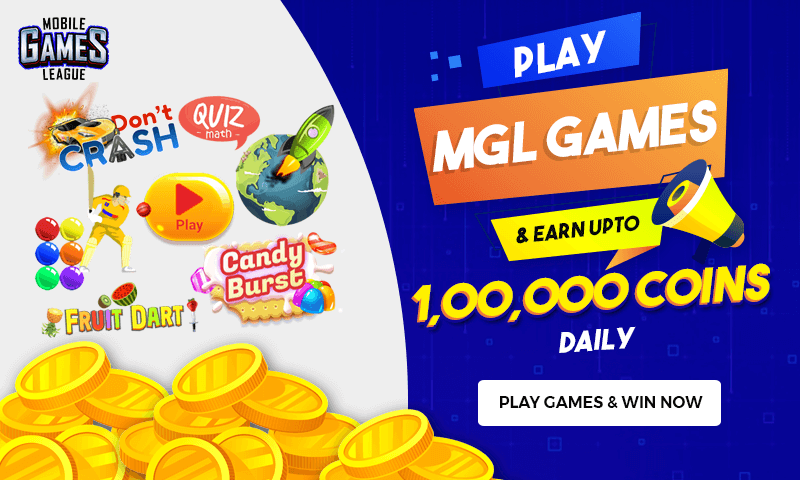 MOBILE
GAMES
LEAGUE
Don't
CRASH
QUIZ
- math -
Play
Candy
Burst
FRUIT DART
PLAY
MGL GAMES
& EARN UPTO
1,00,000 COINS
DAILY
PLAY GAMES & WIN NOW